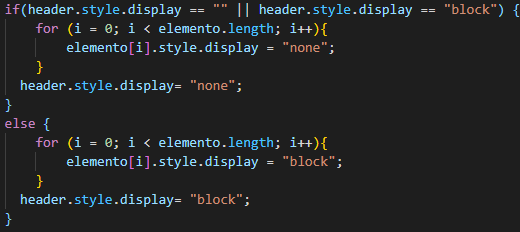 if(header.style.display == "" || header.style.display == "block") {
    for (i = 0; i < elemento.length; i++){
        elemento[i].style.display = "none";
    }
  header.style.display= "none";
}
else {
    for (i = 0; i < elemento.length; i++){
        elemento[i].style.display = "block";
    }
  header.style.display= "block";
}